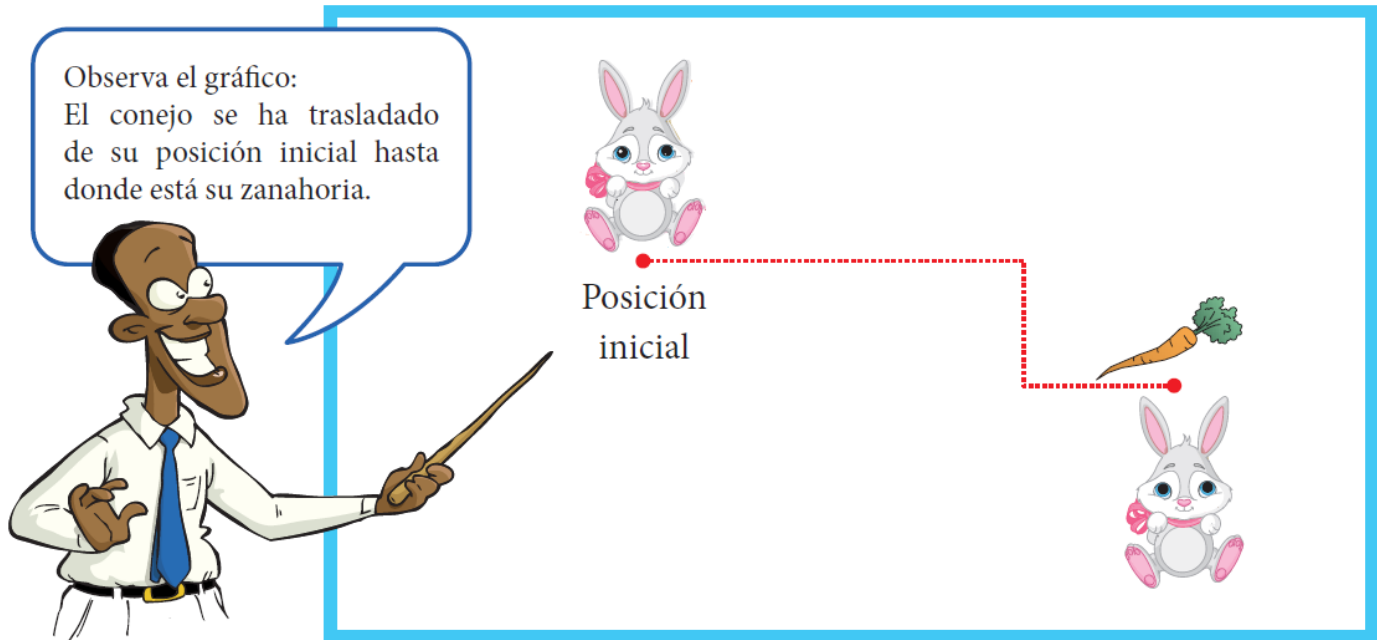 Observa el gráfico:
El conejo se ha trasladado
de su posición inicial hasta
donde está su zanahoria.
Posición
inicial